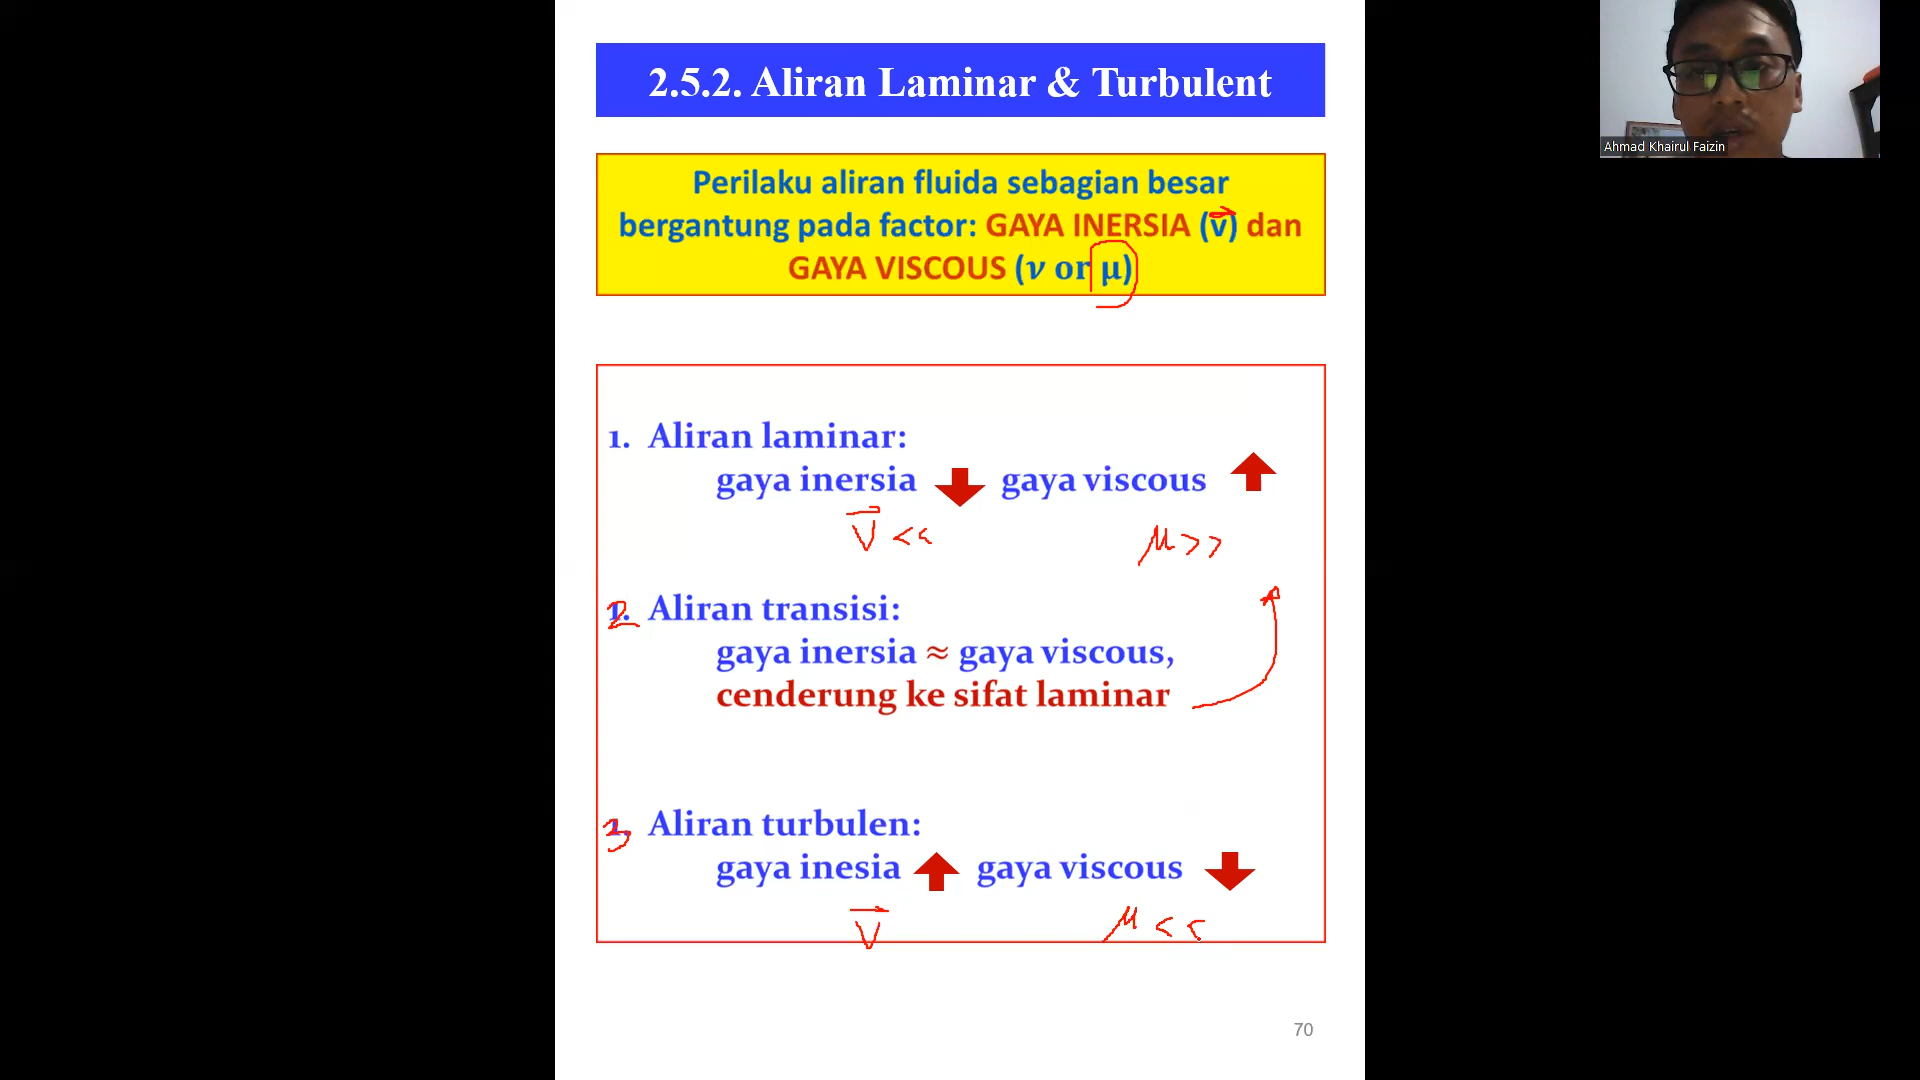 2.5.2. Aliran Laminar & Turbulent
Ahmad Khairul Faizin
Perilaku aliran fluida sebagian besar
bergantung pada factor: GAYA INERSIA (v⃗) dan
GAYA VISCOUS (ν or μ)
1. Aliran laminar:
gaya inersia gaya viscous
V⃗ << μ >>
2. Aliran transisi:
gaya inersia ≈ gaya viscous,
cenderung ke sifat laminar
3. Aliran turbulen:
gaya inesia gaya viscous
V⃗ μ <<
70